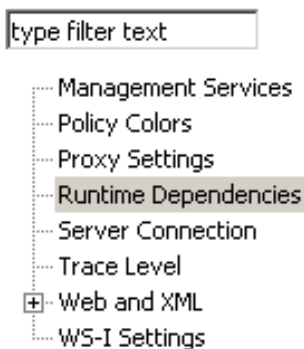 type filter text
Management Services
Policy Colors
Proxy Settings
Runtime Dependencies
Server Connection
Trace Level
Web and XML
WS-I Settings